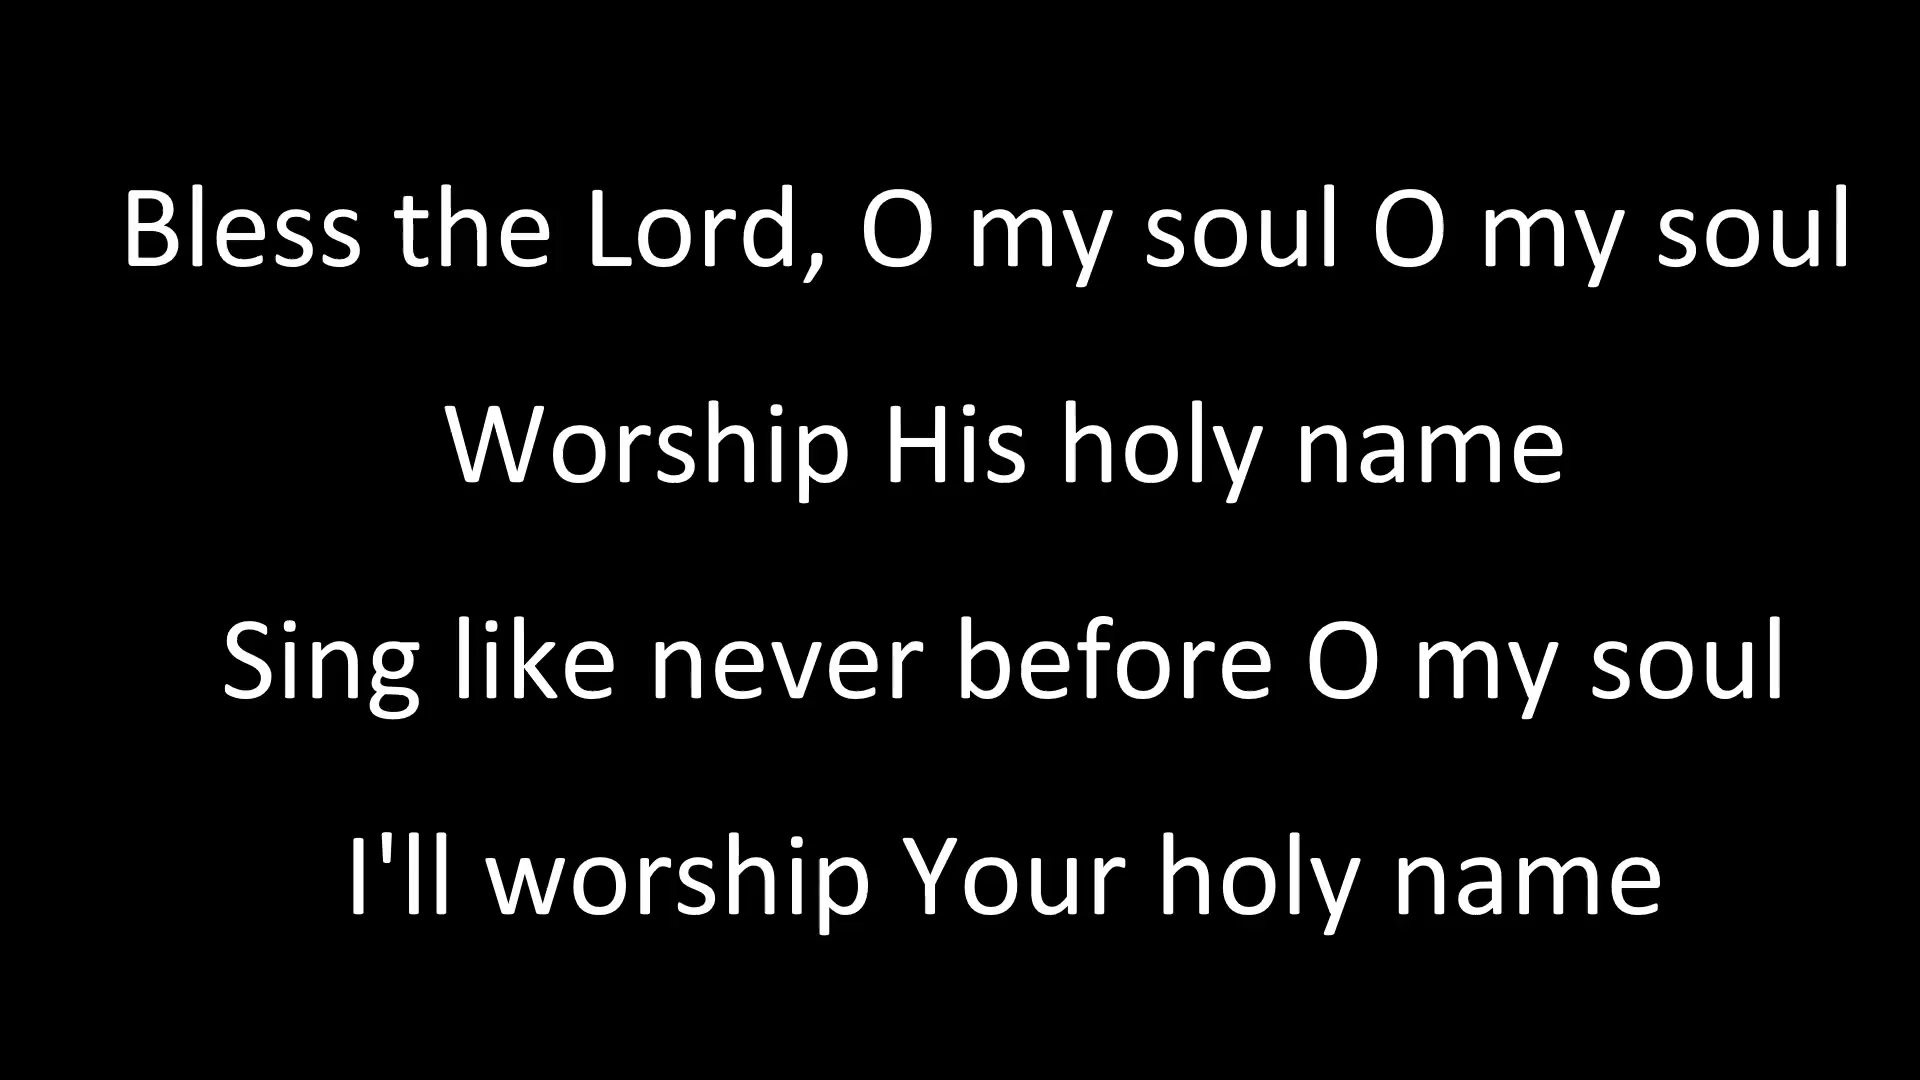 Bless the Lord, O my soul O my soul
Worship His holy name
Sing like never before O my soul
I'll worship Your holy name